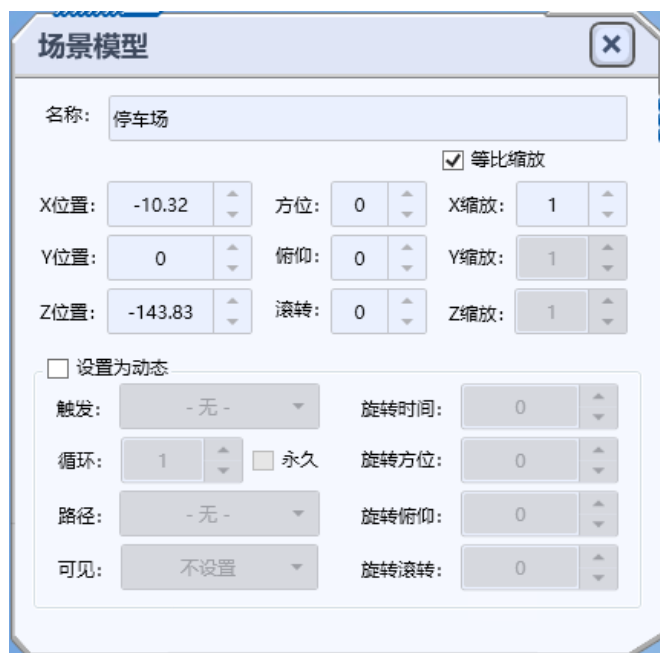 场景模型
名称: 停车场
等比缩放
X位置: -10.32 方位: 0 X缩放: 1
Y位置: 0 俯仰: 0 Y缩放: 1
Z位置: -143.83 滚转: 0 Z缩放: 1
设置为动态
触发: - 无 - 旋转时间: 0
循环: 1 永久 旋转方位: 0
路径: - 无 - 旋转俯仰: 0
可见: 不设置 旋转滚转: 0